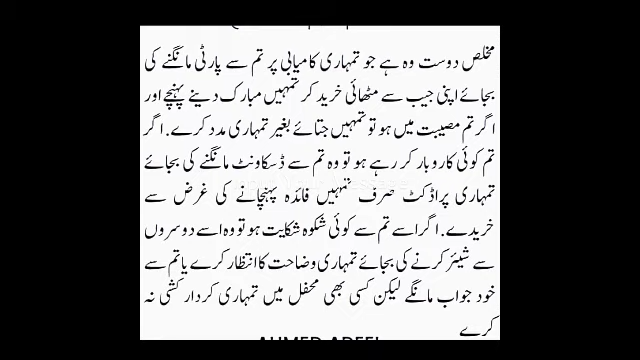 مخلص دوست وہ ہے جو تمہاری کامیابی پر تم سے پارٹی مانگنے کی
بجائے اپنی جیب سے مٹھائی خرید کر تمہیں مبارک دینے پہنچے اور
اگر تم مصیبت میں ہو تو تمہیں جتائے بغیر تمہاری مدد کرے. اگر
تم کوئی کاروبار کر رہے ہو تو وہ تم سے ڈسکاونٹ مانگنے کی بجائے
تمہاری پراڈکٹ صرف تمہیں فائدہ پہنچانے کی غرض سے
خریدے. اگر اسے تم سے کوئی شکوہ شکایت ہو تو وہ اسے دوسروں
سے شیئر کرنے کی بجائے تمہاری وضاحت کا انتظار کرے یا تم سے
خود جواب مانگے لیکن کسی بھی محفل میں تمہاری کردار کشی نہ
کرے
AHMED ADEEL